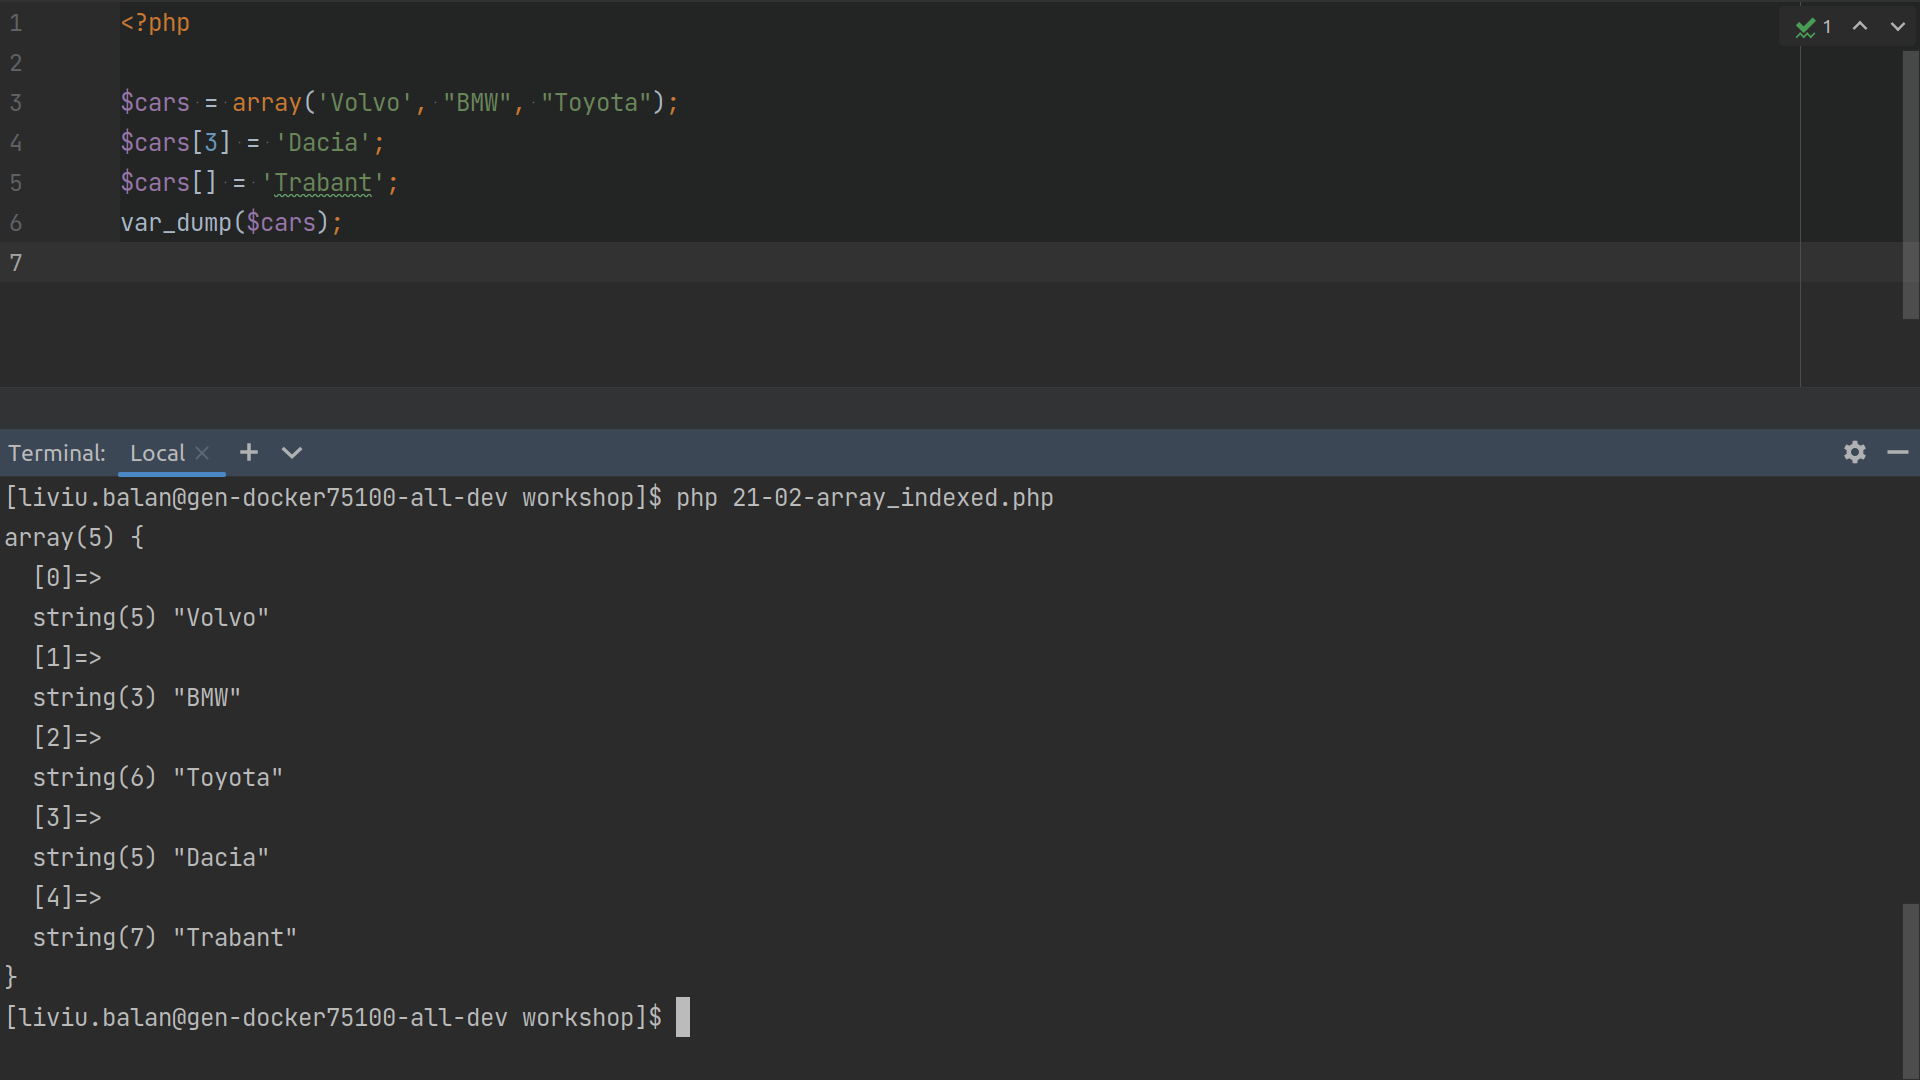 1 <?php
2
3 $cars = array('Volvo', "BMW", "Toyota");
4 $cars[3] = 'Dacia';
5 $cars[] = 'Trabant';
6 var_dump($cars);
7
1
Terminal: Local
[liviu.balan@gen-docker75100-all-dev workshop]$ php 21-02-array_indexed.php
array(5) {
  [0]=>
  string(5) "Volvo"
  [1]=>
  string(3) "BMW"
  [2]=>
  string(6) "Toyota"
  [3]=>
  string(5) "Dacia"
  [4]=>
  string(7) "Trabant"
}
[liviu.balan@gen-docker75100-all-dev workshop]$